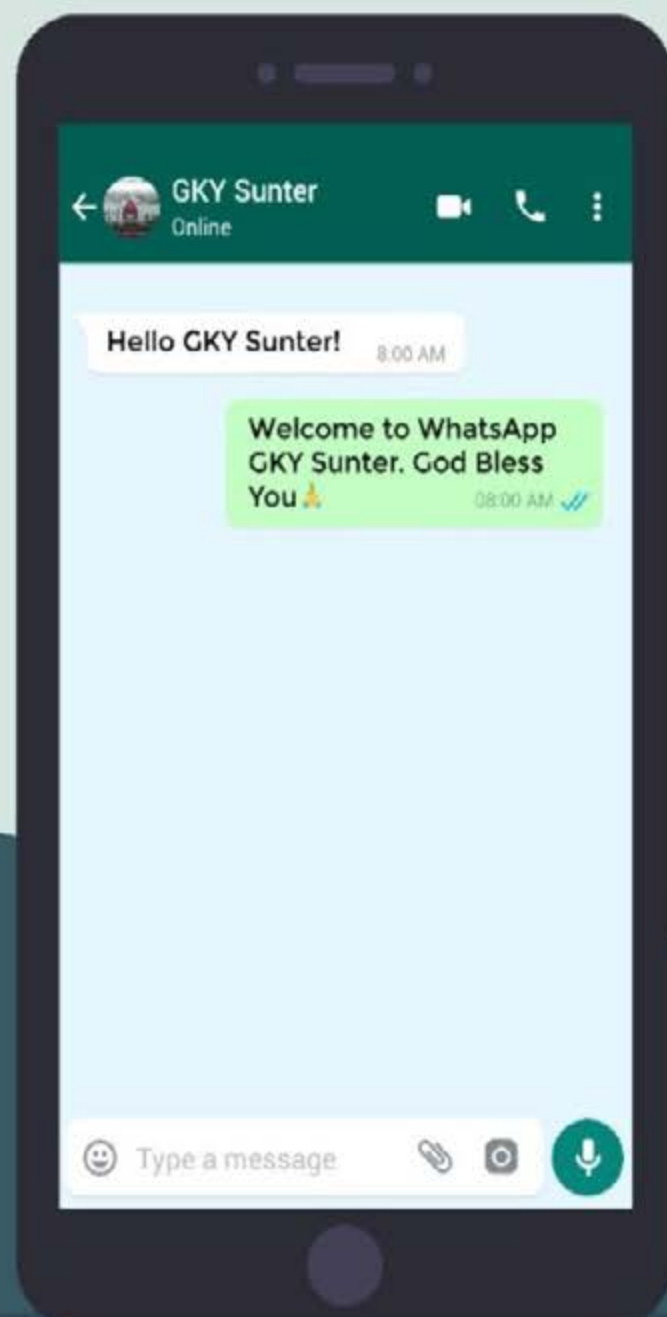 GKY Sunter
Online
Hello GKY Sunter!
8:00 AM
Welcome to WhatsApp
GKY Sunter. God Bless
You🙏
08:00 AM
Type a message